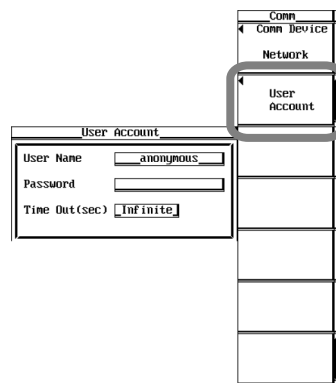 Comm
Comm Device
Network
User
Account
User Account
User Name anonymous
Password
Time Out(sec) Infinite